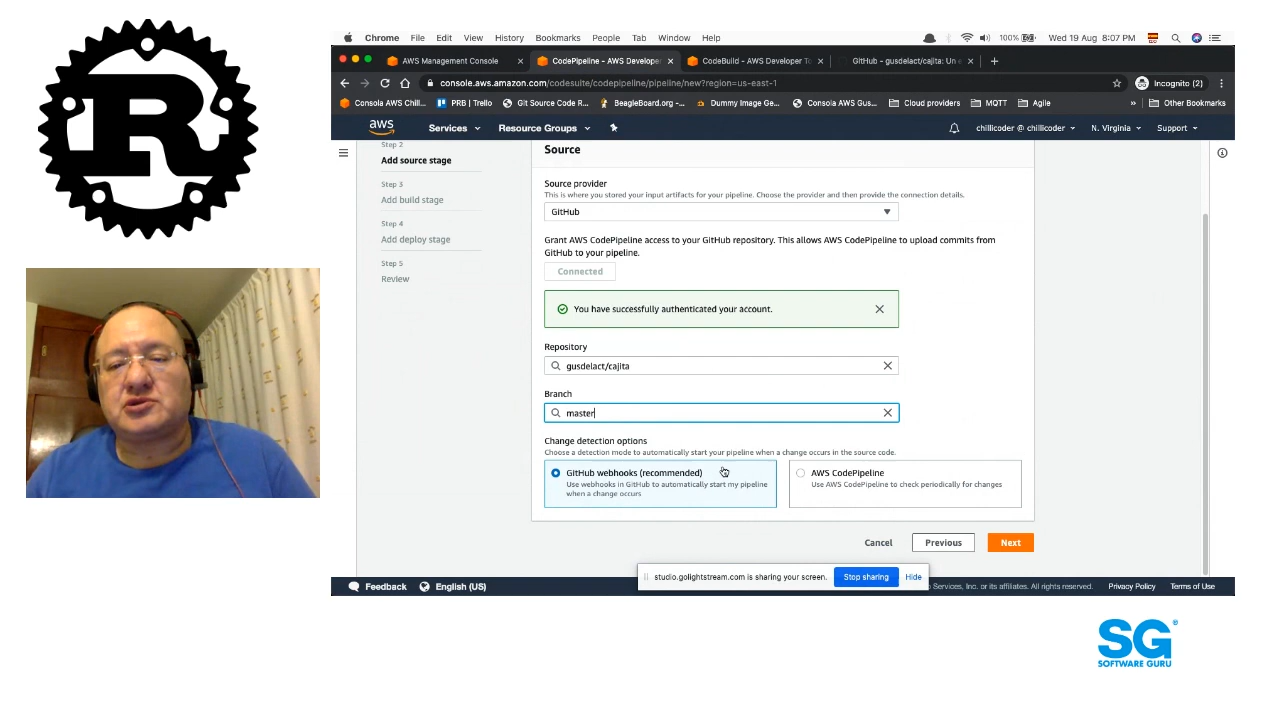 Chrome File Edit View History Bookmarks People Tab Window Help 100% Wed 19 Aug 8:07 PM
AWS Management Console
CodePipeline - AWS Develope
CodeBuild - AWS Developer To
GitHub - gusdelact/cajita: Un e
console.aws.amazon.com/codesuite/codepipeline/pipeline/new?region=us-east-1
Incognito (2)
Consola AWS Chill... PRB | Trello Git Source Code R... BeagleBoard.org -... Dummy Image Ge... Consola AWS Gus... Cloud providers MQTT Agile » Other Bookmarks
aws Services Resource Groups chillicoder @ chillicoder N. Virginia Support
Step 2
Add source stage
Step 3
Add build stage
Step 4
Add deploy stage
Step 5
Review
Source
Source provider
This is where you stored your input artifacts for your pipeline. Choose the provider and then provide the connection details.
GitHub
Grant AWS CodePipeline access to your GitHub repository. This allows AWS CodePipeline to upload commits from
GitHub to your pipeline.
Connected
You have successfully authenticated your account.
Repository
gusdelact/cajita
Branch
master
Change detection options
Choose a detection mode to automatically start your pipeline when a change occurs in the source code.
GitHub webhooks (recommended)
Use webhooks in GitHub to automatically start my pipeline
when a change occurs
AWS CodePipeline
Use AWS CodePipeline to check periodically for changes
Cancel Previous Next
studio.golightstream.com is sharing your screen. Stop sharing Hide
Feedback English (US) Services, Inc. or its affiliates. All rights reserved. Privacy Policy Terms of Use
R
SG®
SOFTWARE GURU